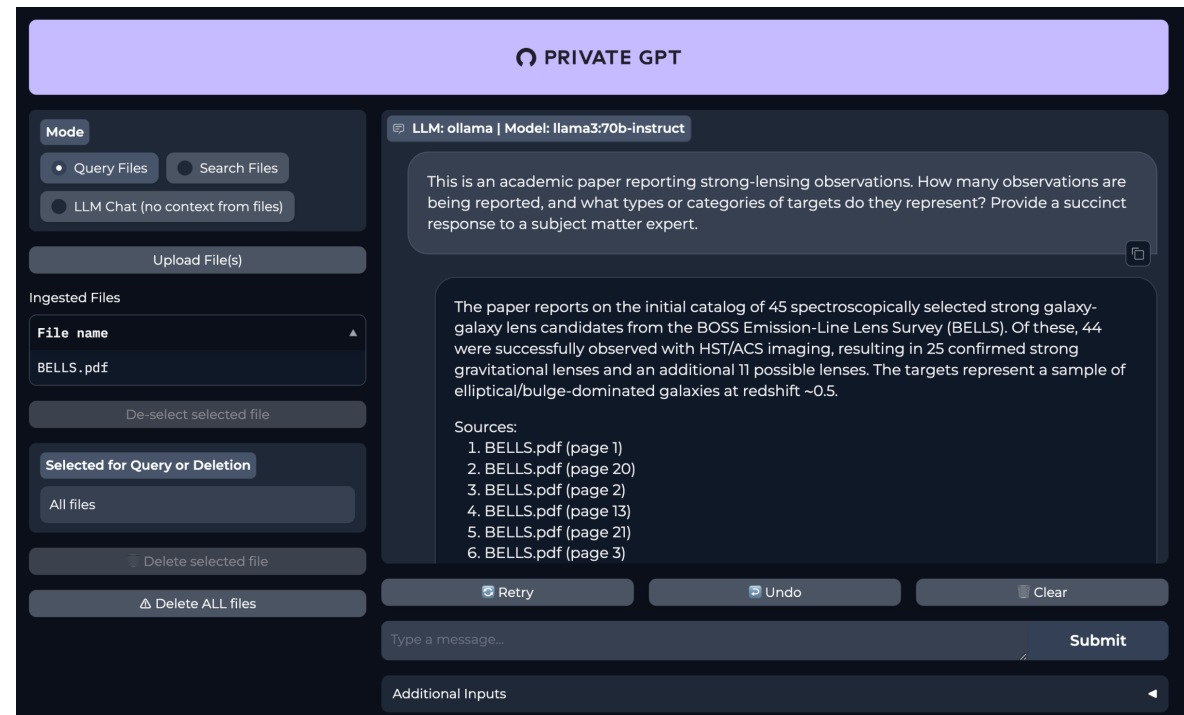 PRIVATE GPT
Mode
Query Files
Search Files
LLM Chat (no context from files)
Upload File(s)
Ingested Files
File name
BELLS.pdf
De-select selected file
Selected for Query or Deletion
All files
Delete selected file
⚠ Delete ALL files
LLM: ollama | Model: llama3:70b-instruct
This is an academic paper reporting strong-lensing observations. How many observations are
being reported, and what types or categories of targets do they represent? Provide a succinct
response to a subject matter expert.
The paper reports on the initial catalog of 45 spectroscopically selected strong galaxy-
galaxy lens candidates from the BOSS Emission-Line Lens Survey (BELLS). Of these, 44
were successfully observed with HST/ACS imaging, resulting in 25 confirmed strong
gravitational lenses and an additional 11 possible lenses. The targets represent a sample of
elliptical/bulge-dominated galaxies at redshift ~0.5.
Sources:
1. BELLS.pdf (page 1)
2. BELLS.pdf (page 20)
3. BELLS.pdf (page 2)
4. BELLS.pdf (page 13)
5. BELLS.pdf (page 21)
6. BELLS.pdf (page 3)
Retry
Undo
Clear
Type a message...
Submit
Additional Inputs